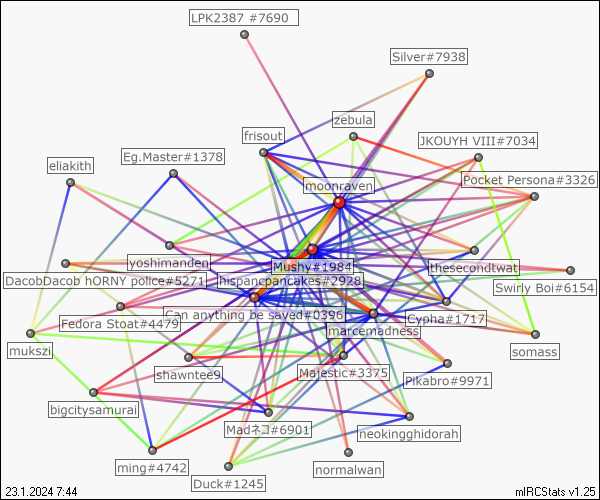 LPK2387 #7690
Silver#7938
zebula
frisout
JKOUYH VIII#7034
Eg.Master#1378
eliakith
Pocket Persona#3326
moonraven
yoshimanden
Mushy#1984
thesecondtwat
DacobDacob hORNY police#5271
hispancpancakes#2928
Swirly Boi#6154
Can anything be saved#0396
Cypha#1717
Fedora Stoat#4479
marcemadness
mukszi
somass
shawntee9
Majestic#3375
Pikabro#9971
bigcitysamurai
Madネコ#6901
neokingghidorah
ming#4742
normalwan
Duck#1245
23.1.2024 7:44
mIRCStats v1.25